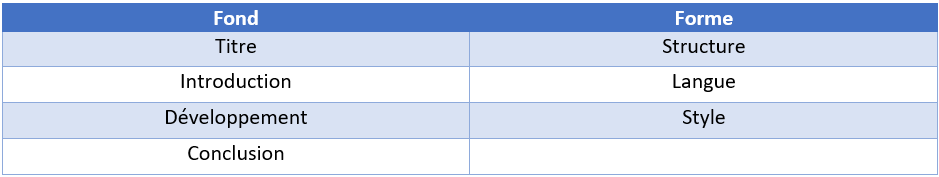 Fond Forme
Titre Structure
Introduction Langue
Développement Style
Conclusion